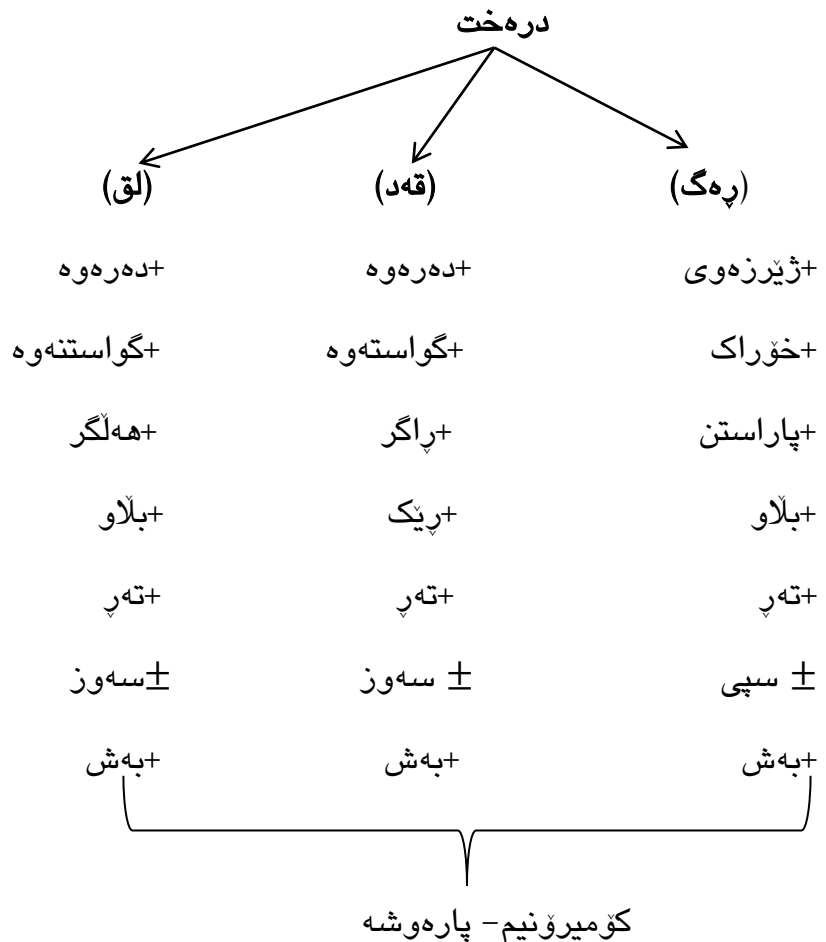 درەخت
(ڕەگ) (قەد) (لق)
+ژێرزەوی +دەرەوە +دەرەوە
+خۆراک +گواستەوە +گواستنەوە
+پاراستن +ڕاگر +هەڵگر
+بڵاو +ڕێک +بڵاو
+تەڕ +تەڕ +تەڕ
± سپی ± سەوز ±سەوز
+بەش +بەش +بەش
کۆمیرۆنیم- پارەوشە